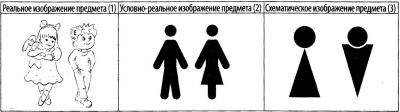 Реальное изображение предмета (1)
Условно-реальное изображение предмета (2)
Схематическое изображение предмета (3)